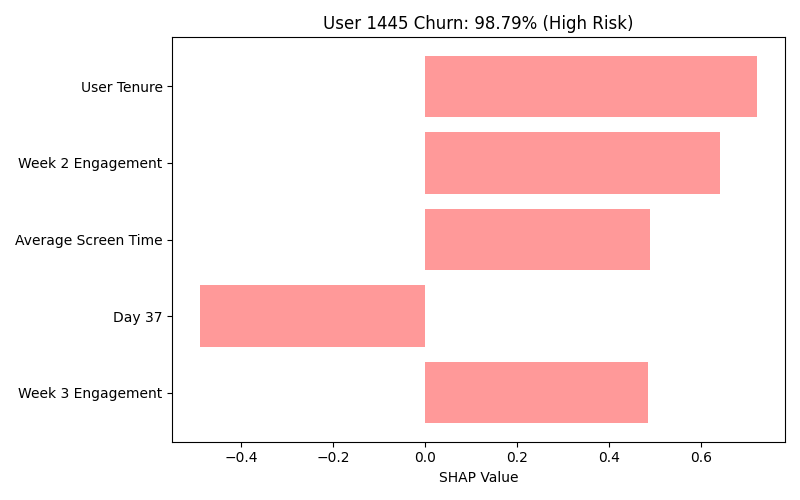 User 1445 Churn: 98.79% (High Risk)
User Tenure
Week 2 Engagement
Average Screen Time
Day 37
Week 3 Engagement
−0.4 −0.2 0.0 0.2 0.4 0.6
SHAP Value